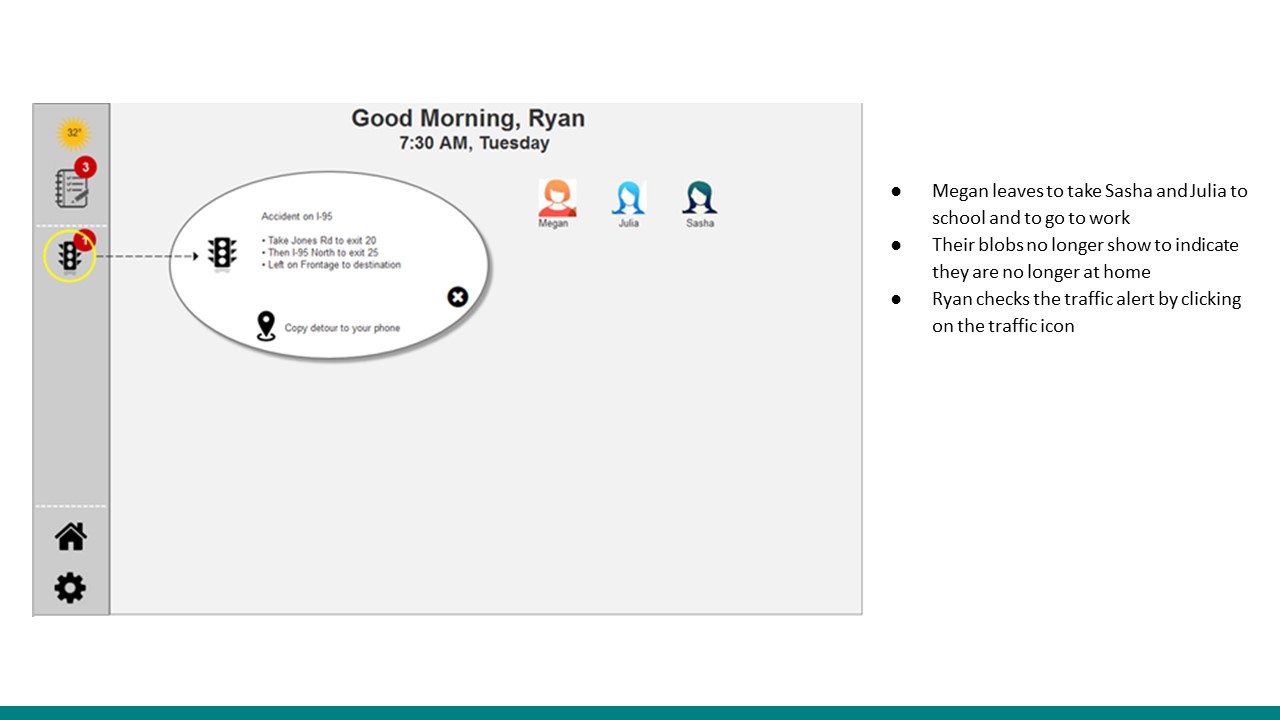 Good Morning, Ryan
7:30 AM, Tuesday
32°
3
1
Accident on I-95
• Take Jones Rd to exit 20
• Then I-95 North to exit 25
• Left on Frontage to destination
Copy detour to your phone
Megan
Julia
Sasha
● Megan leaves to take Sasha and Julia to
school and to go to work
● Their blobsno longer show to indicate
they are no longer at home
● Ryan checks the traffic alert by clicking
on the traffic icon